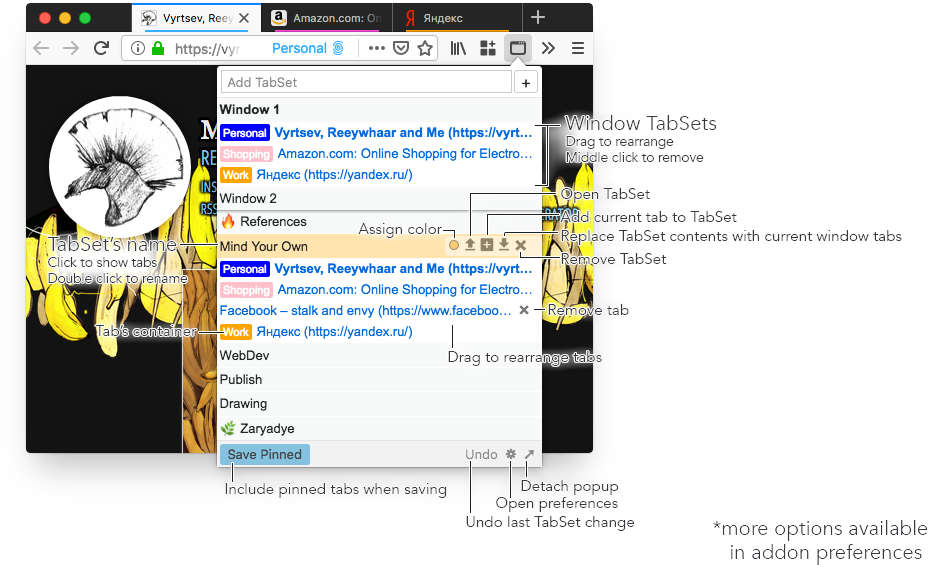 Vyrtsev, Reey
Amazon.com: On
Яндекс
https://vyr
Personal
Add TabSet
+
Window 1
Personal Vyrtsev, Reeywhaar and Me (https://vyrt…
Shopping Amazon.com: Online Shopping for Electro…
Work Яндекс (https://yandex.ru/)
Window TabSets
Drag to rearrange
Middle click to remove
Window 2
Open TabSet
References
Add current tab to TabSet
Assign color
Replace TabSet contents with current window tabs
TabSet's name
Mind Your Own
Click to show tabs
Double click to rename
Remove TabSet
Personal Vyrtsev, Reeywhaar and Me (https://vyrt…
Shopping Amazon.com: Online Shopping for Electro…
Facebook – stalk and envy (https://www.faceboo…
Remove tab
Tab's container
Work Яндекс (https://yandex.ru/)
WebDev
Drag to rearrange tabs
Publish
Drawing
Zaryadye
Save Pinned
Undo
Include pinned tabs when saving
Detach popup
Open preferences
Undo last TabSet change
*more options available
in addon preferences